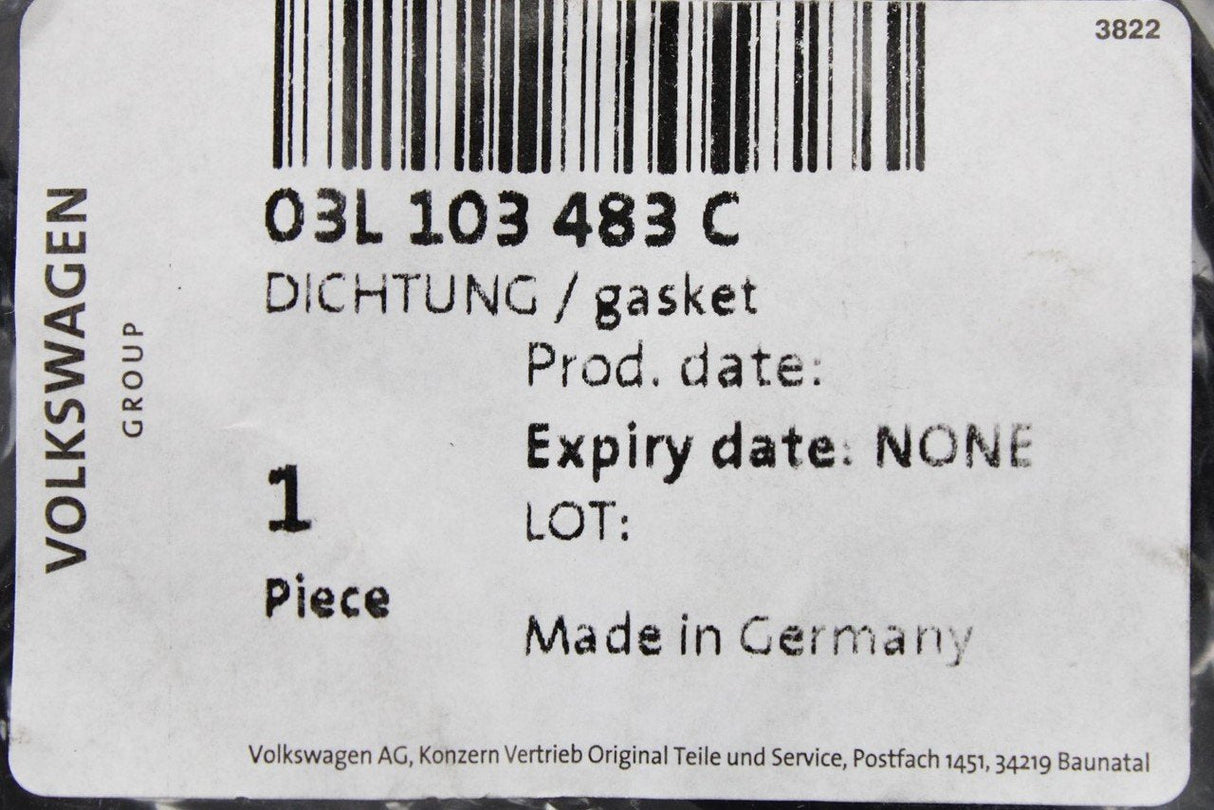 3822
03L 103 483 C
DICHTUNG / gasket
Prod. date:
Expiry date: NONE
1
LOT:
Piece
Made in Germany
VOLKSWAGEN
GROUP
Volkswagen AG, Konzern Vertrieb Original Teile und Service, Postfach 1451, 34219 Baunatal